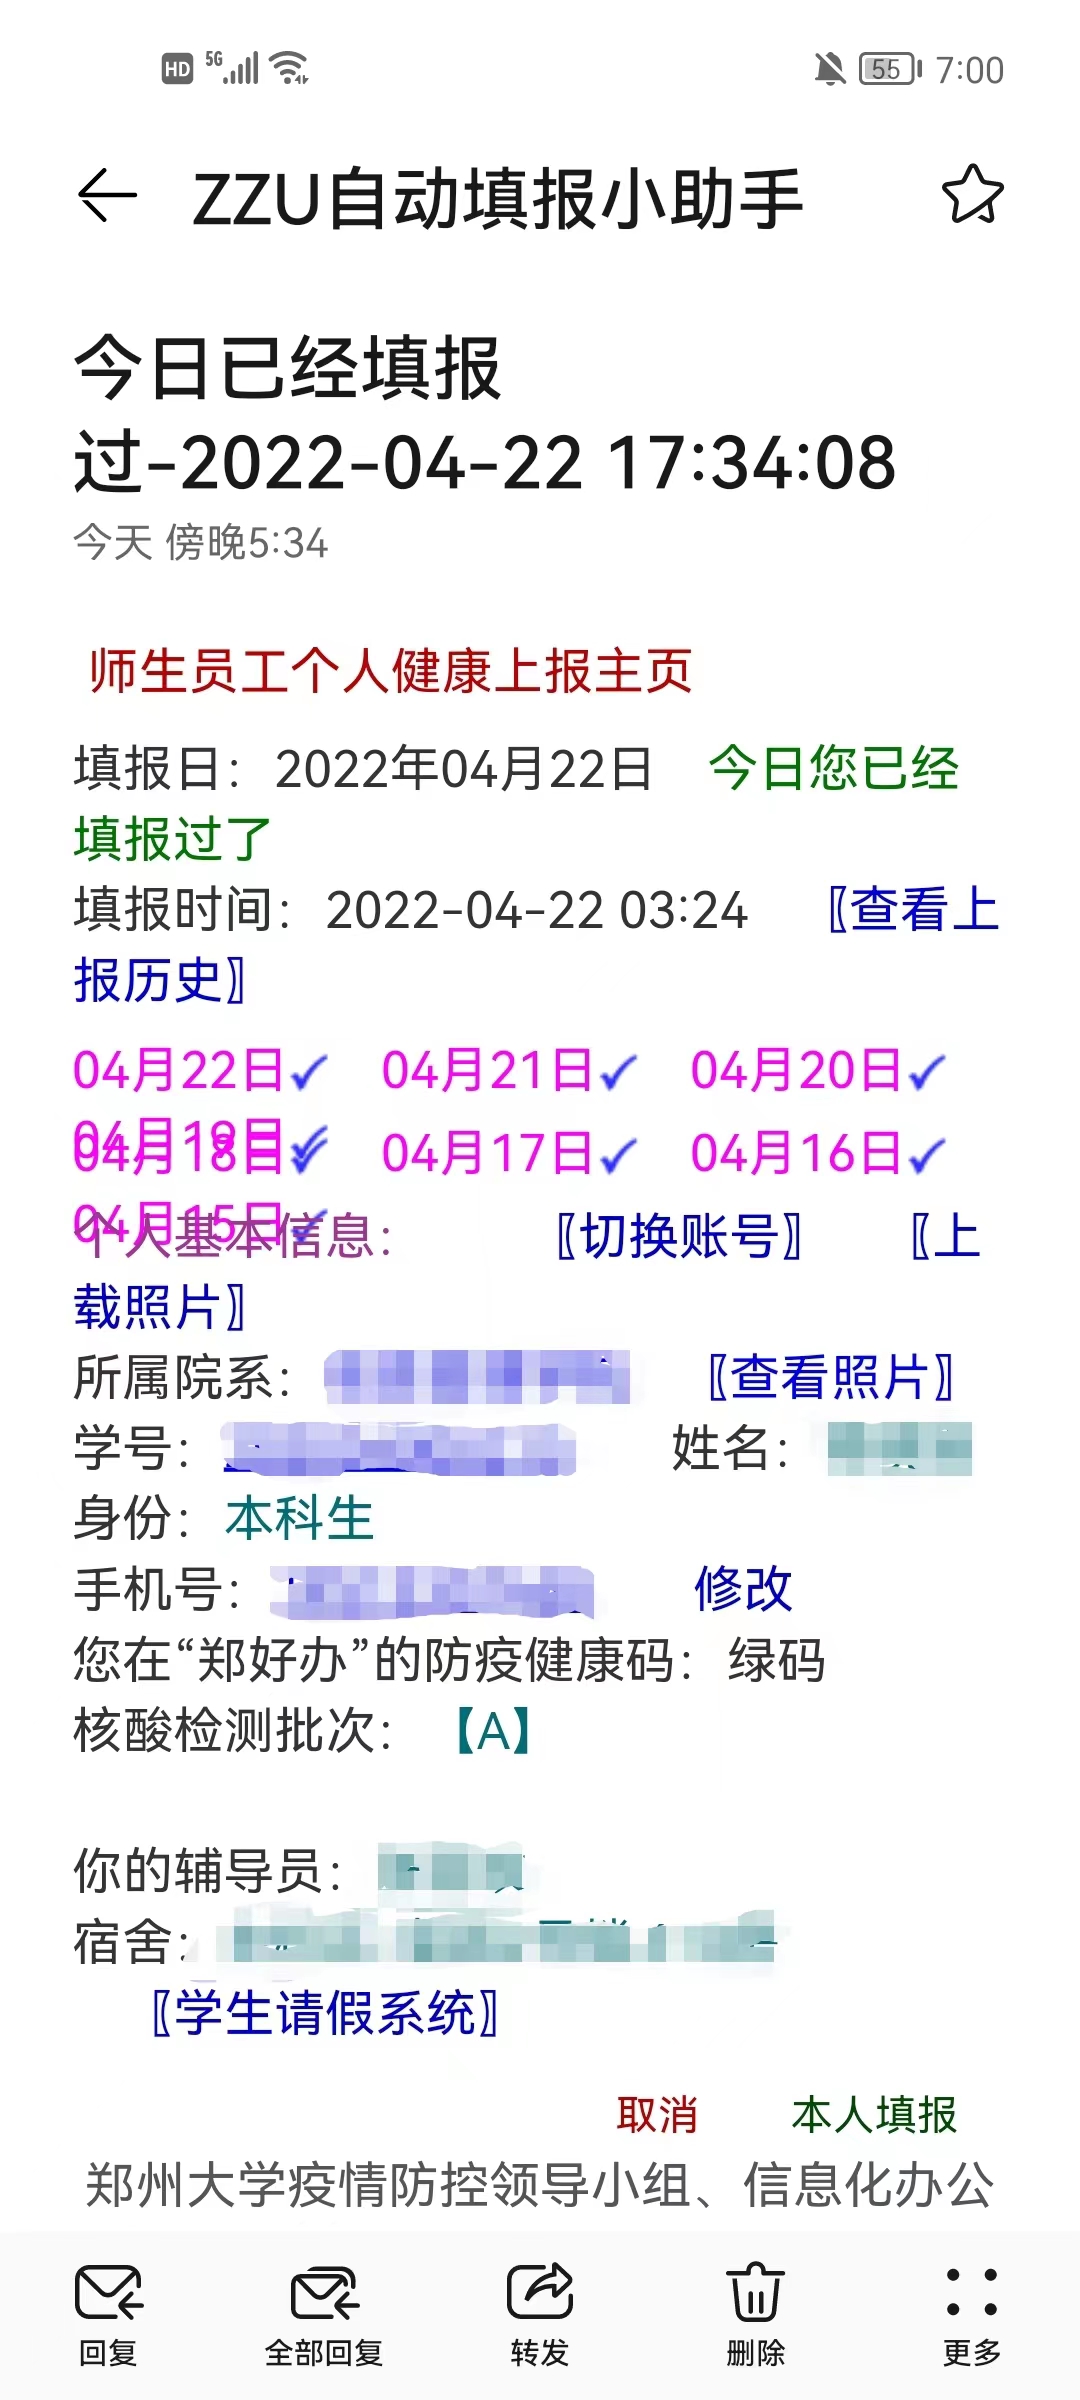 HD 5G 55 7:00
ZZU自动填报小助手
今日已经填报
过-2022-04-22 17:34:08
今天 傍晚5:34
师生员工个人健康上报主页
填报日：2022年04月22日 今日您已经
填报过了
填报时间：2022-04-22 03:24 〖查看上
报历史〗
04月22日✓ 04月21日✓ 04月20日✓
04月19日✓
04月18日✓ 04月17日✓ 04月16日✓
04月15日✓
个人基本信息： 〖切换账号〗 〖上
载照片〗
所属院系： 〖查看照片〗
学号： 姓名：
身份：本科生
手机号： 修改
您在“郑好办”的防疫健康码：绿码
核酸检测批次：【A】
你的辅导员：
宿舍：
〖学生请假系统〗
取消 本人填报
郑州大学疫情防控领导小组、信息化办公
回复 全部回复 转发 删除 更多